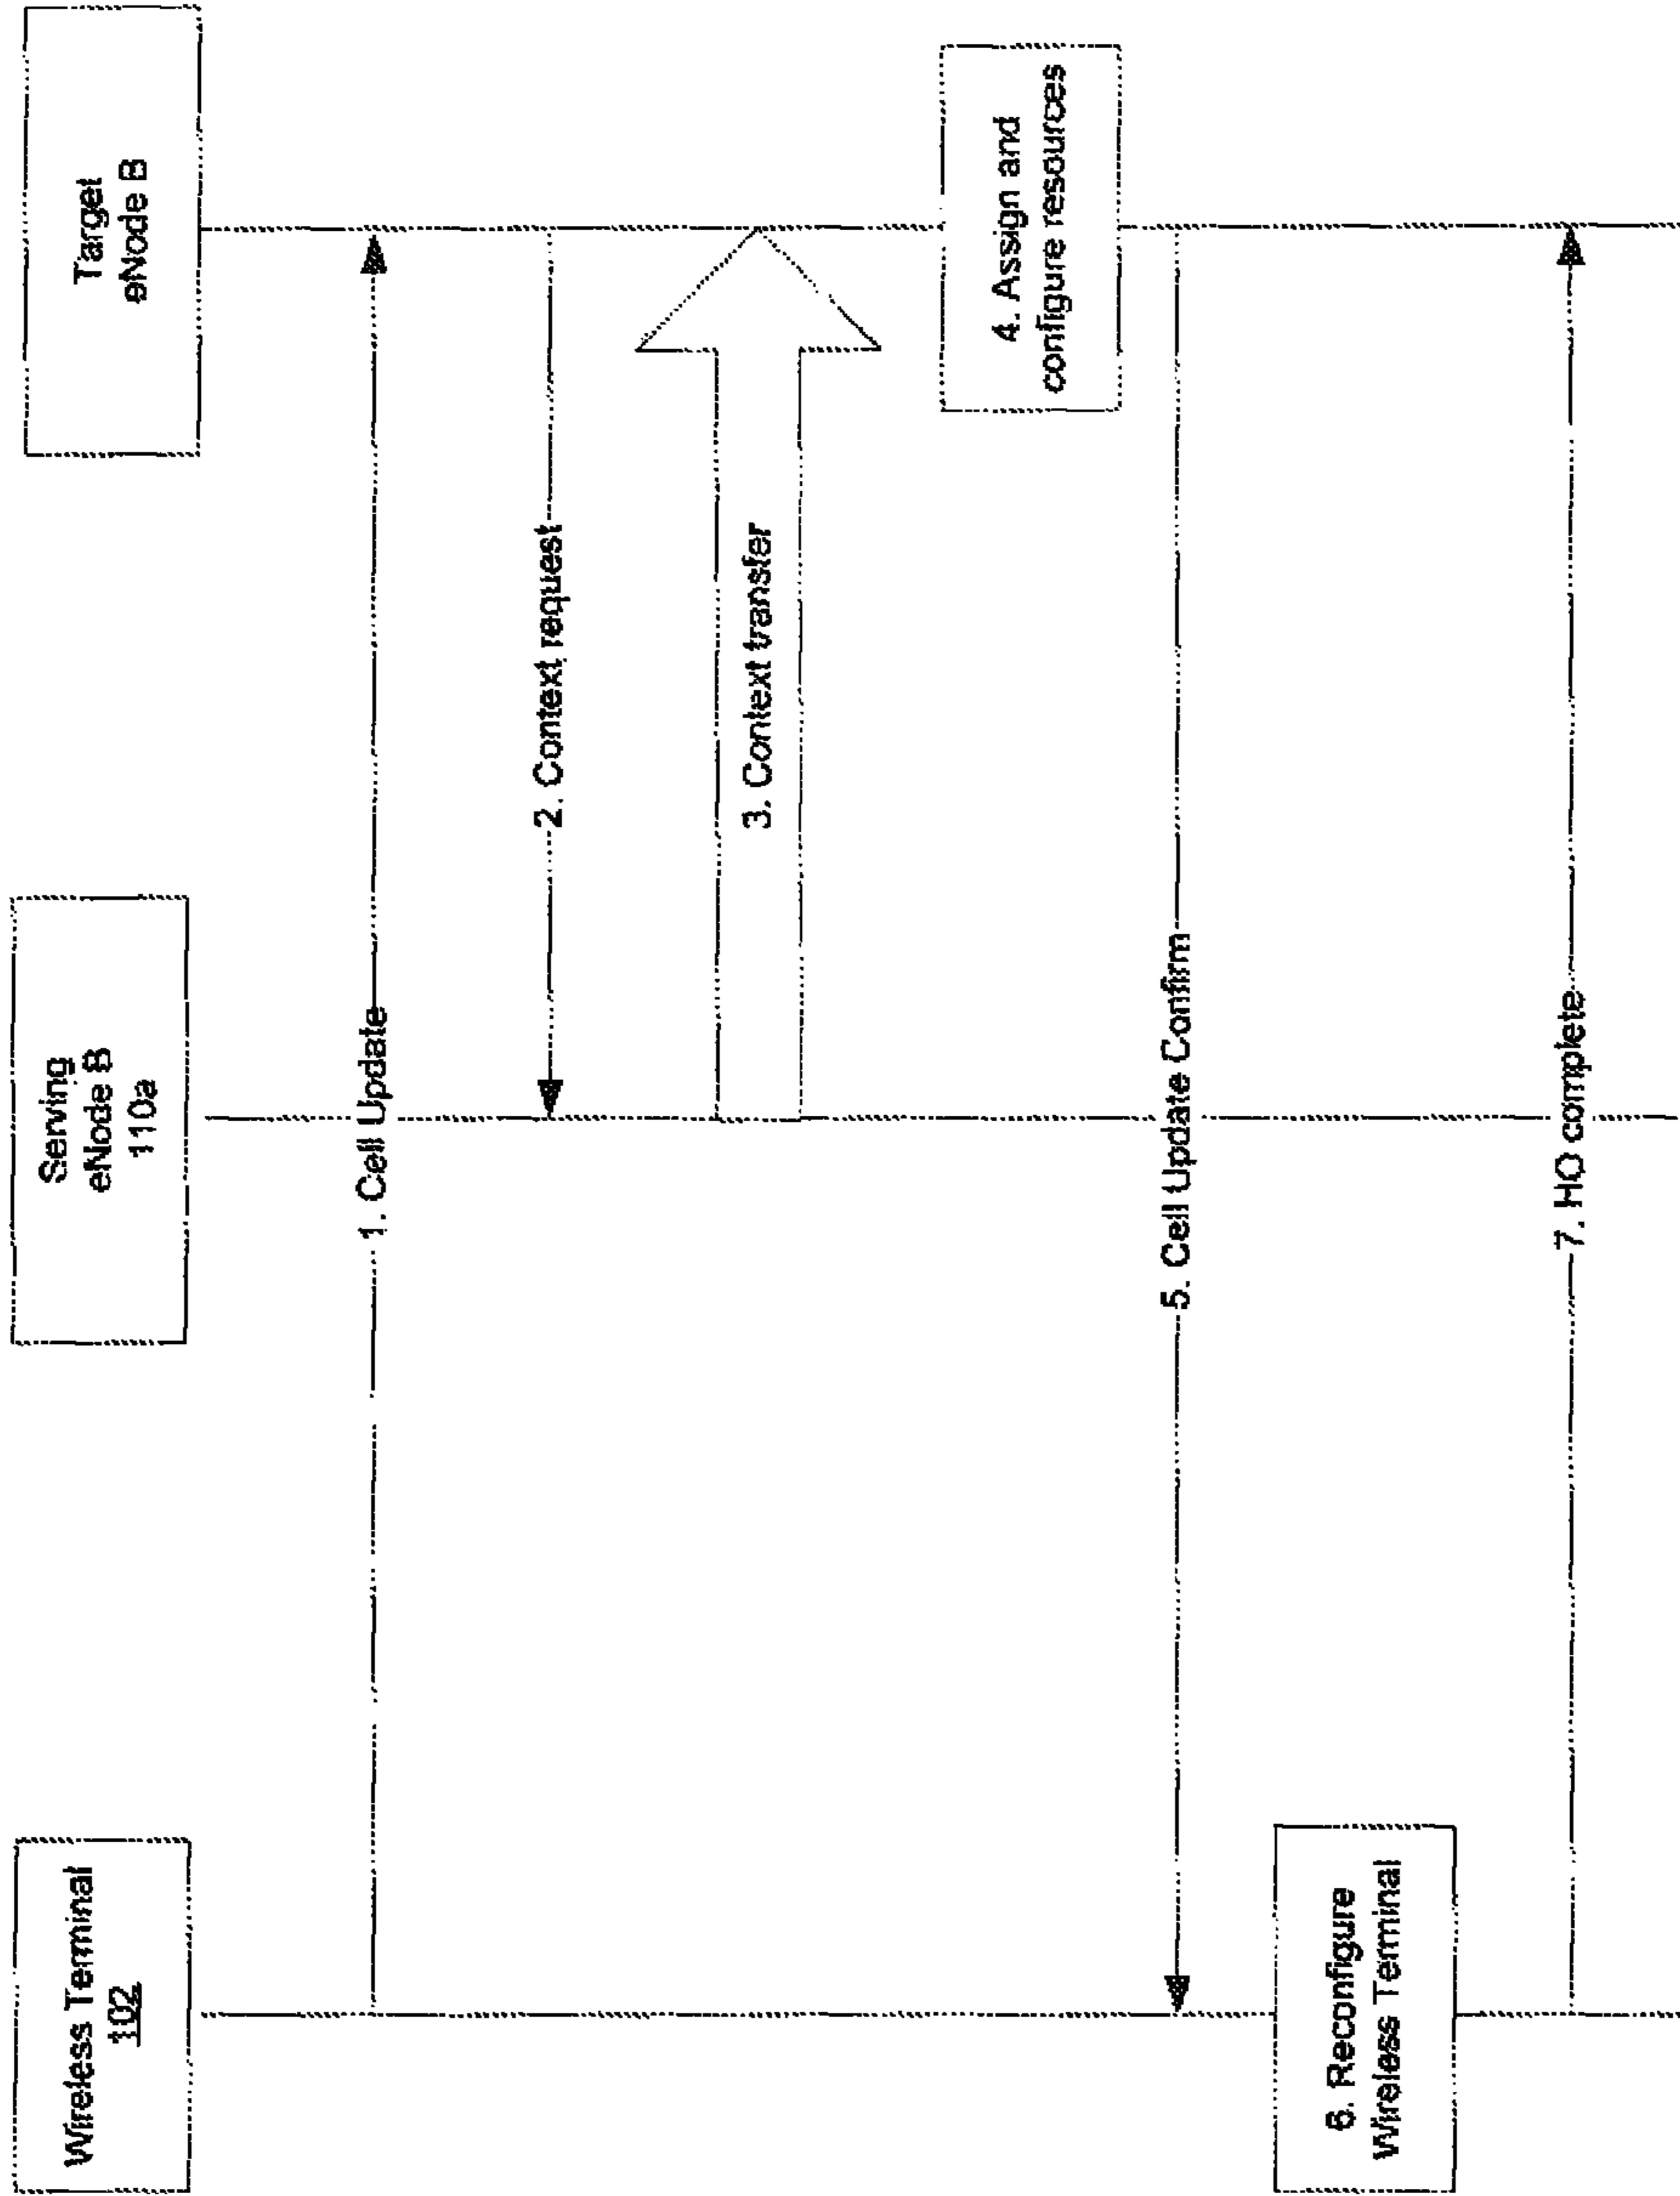 Wireless Terminal
102
Serving
eNode B
110a
Target
eNode B
1. Cell Update
2. Context request
3. Context transfer
4. Assign and
configure resources
5. Cell Update Confirm
6. Reconfigure
Wireless Terminal
7. HO complete